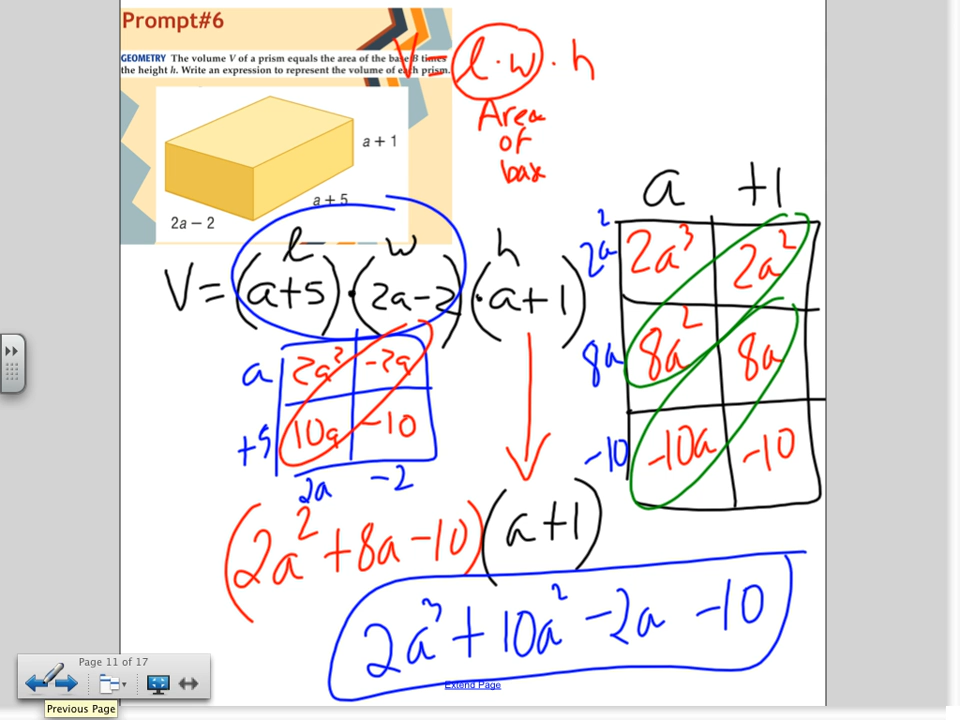 Prompt#6
GEOMETRY The volume V of a prism equals the area of the base B times
the height h. Write an expression to represent the volume of each prism.
V = l · w · h
Area
of
bax
a + 1
a + 5
2a − 2
l w h
V = (a+5) · (2a−2) · (a+1)
a 2a² −2a
+5 10a −10
2a −2
a +1
2a² 2a³ 2a²
8a 8a² 8a
−10 −10a −10
(2a² + 8a − 10)(a+1)
2a³ + 10a² − 2a − 10
Page 11 of 17
Extend Page
Previous Page